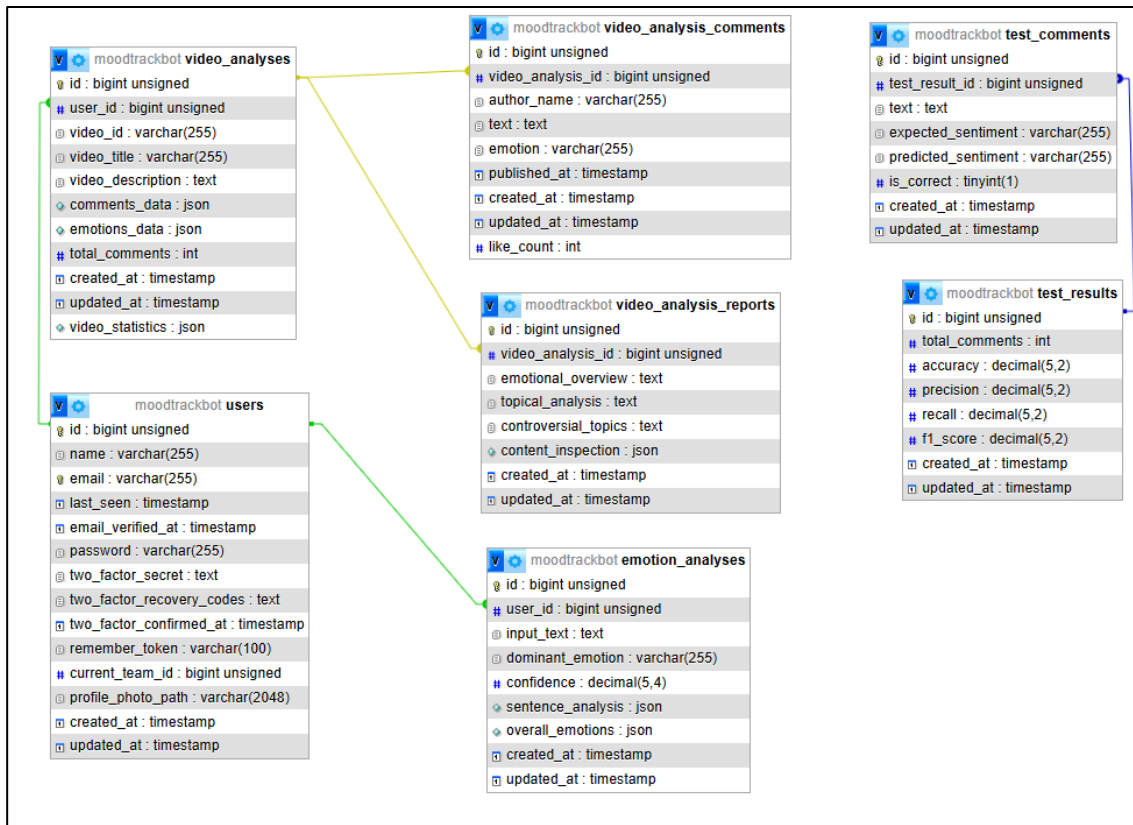 moodtrackbot video_analyses
id : bigint unsigned
user_id : bigint unsigned
video_id : varchar(255)
video_title : varchar(255)
video_description : text
comments_data : json
emotions_data : json
total_comments : int
created_at : timestamp
updated_at : timestamp
video_statistics : json
moodtrackbot users
id : bigint unsigned
name : varchar(255)
email : varchar(255)
last_seen : timestamp
email_verified_at : timestamp
password : varchar(255)
two_factor_secret : text
two_factor_recovery_codes : text
two_factor_confirmed_at : timestamp
remember_token : varchar(100)
current_team_id : bigint unsigned
profile_photo_path : varchar(2048)
created_at : timestamp
updated_at : timestamp
moodtrackbot video_analysis_comments
id : bigint unsigned
video_analysis_id : bigint unsigned
author_name : varchar(255)
text : text
emotion : varchar(255)
published_at : timestamp
created_at : timestamp
updated_at : timestamp
like_count : int
moodtrackbot video_analysis_reports
id : bigint unsigned
video_analysis_id : bigint unsigned
emotional_overview : text
topical_analysis : text
controversial_topics : text
content_inspection : json
created_at : timestamp
updated_at : timestamp
moodtrackbot emotion_analyses
id : bigint unsigned
user_id : bigint unsigned
input_text : text
dominant_emotion : varchar(255)
confidence : decimal(5,4)
sentence_analysis : json
overall_emotions : json
created_at : timestamp
updated_at : timestamp
moodtrackbot test_comments
id : bigint unsigned
test_result_id : bigint unsigned
text : text
expected_sentiment : varchar(255)
predicted_sentiment : varchar(255)
is_correct : tinyint(1)
created_at : timestamp
updated_at : timestamp
moodtrackbot test_results
id : bigint unsigned
total_comments : int
accuracy : decimal(5,2)
precision : decimal(5,2)
recall : decimal(5,2)
f1_score : decimal(5,2)
created_at : timestamp
updated_at : timestamp